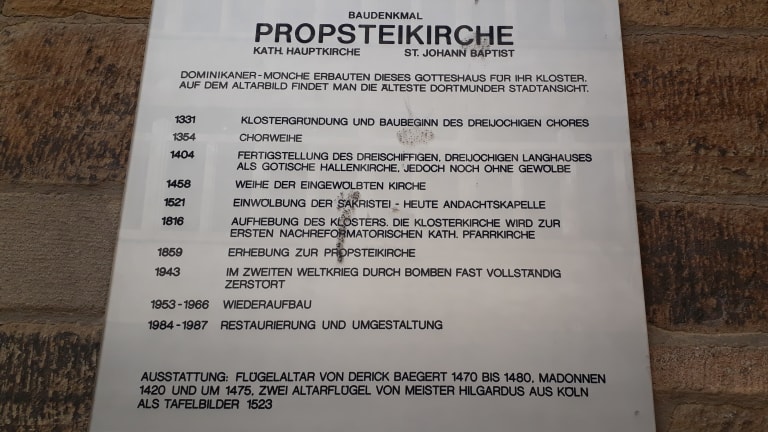 BAUDENKMAL
PROPSTEIKIRCHE
KATH. HAUPTKIRCHE ST. JOHANN BAPTIST
DOMINIKANER-MÖNCHE ERBAUTEN DIESES GOTTESHAUS FÜR IHR KLOSTER.
AUF DEM ALTARBILD FINDET MAN DIE ÄLTESTE DORTMUNDER STADTANSICHT.
1331 KLOSTERGRÜNDUNG UND BAUBEGINN DES DREIJOCHIGEN CHORES
1354 CHORWEIHE
1404 FERTIGSTELLUNG DES DREISCHIFFIGEN, DREIJOCHIGEN LANGHAUSES
ALS GOTISCHE HALLENKIRCHE, JEDOCH NOCH OHNE GEWÖLBE
1458 WEIHE DER EINGEWÖLBTEN KIRCHE
1521 EINWÖLBUNG DER SAKRISTEI - HEUTE ANDACHTSKAPELLE
1816 AUFHEBUNG DES KLOSTERS. DIE KLOSTERKIRCHE WIRD ZUR
ERSTEN NACHREFORMATORISCHEN KATH. PFARRKIRCHE
1859 ERHEBUNG ZUR PROPSTEIKIRCHE
1943 IM ZWEITEN WELTKRIEG DURCH BOMBEN FAST VOLLSTÄNDIG
ZERSTÖRT
1953-1966 WIEDERAUFBAU
1984-1987 RESTAURIERUNG UND UMGESTALTUNG
AUSSTATTUNG: FLÜGELALTAR VON DERICK BAEGERT 1470 BIS 1480, MADONNEN
1420 UND UM 1475, ZWEI ALTARFLÜGEL VON MEISTER HILGARDUS AUS KÖLN
ALS TAFELBILDER 1523